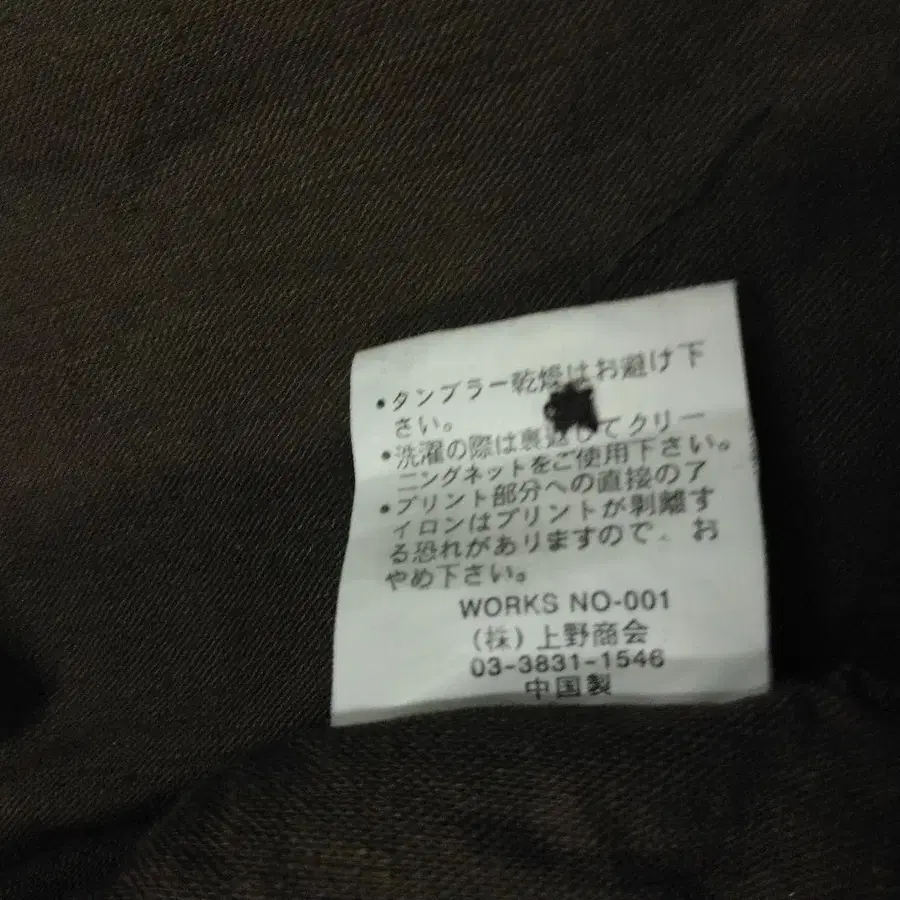 •タンブラー乾燥はお避け下
さい。
•洗濯の際は裏返してクリー
ニングネットをご使用下さい。
•プリント部分への直接のア
イロンはプリントが剥離す
る恐れがありますので、お
やめ下さい。
WORKS NO-001
(株)上野商会
03-3831-1546
中国製